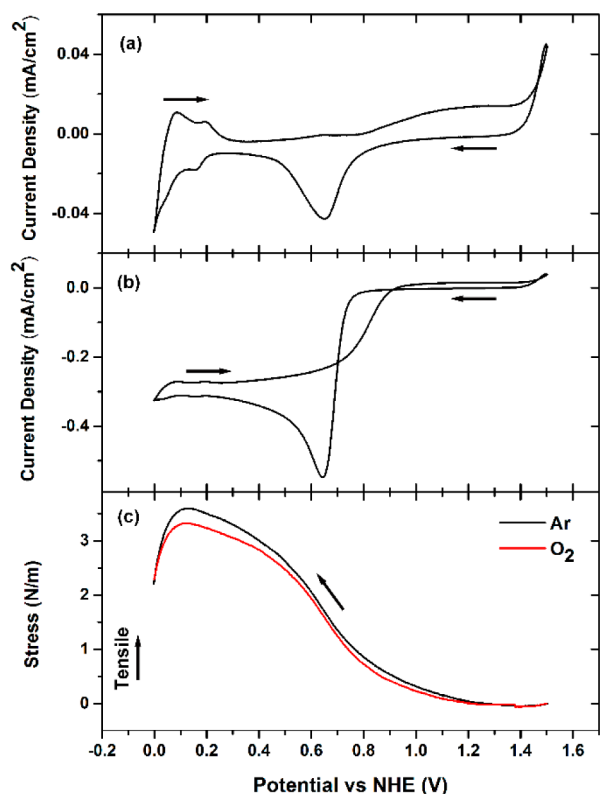 (a)
0.04
0.00
-0.04
Current Density (mA/cm²)
(b)
0.0
-0.2
-0.4
Current Density (mA/cm²)
(c)
Ar
O₂
3
2
1
0
Stress (N/m)
Tensile
-0.2 0.0 0.2 0.4 0.6 0.8 1.0 1.2 1.4 1.6
Potential vs NHE (V)